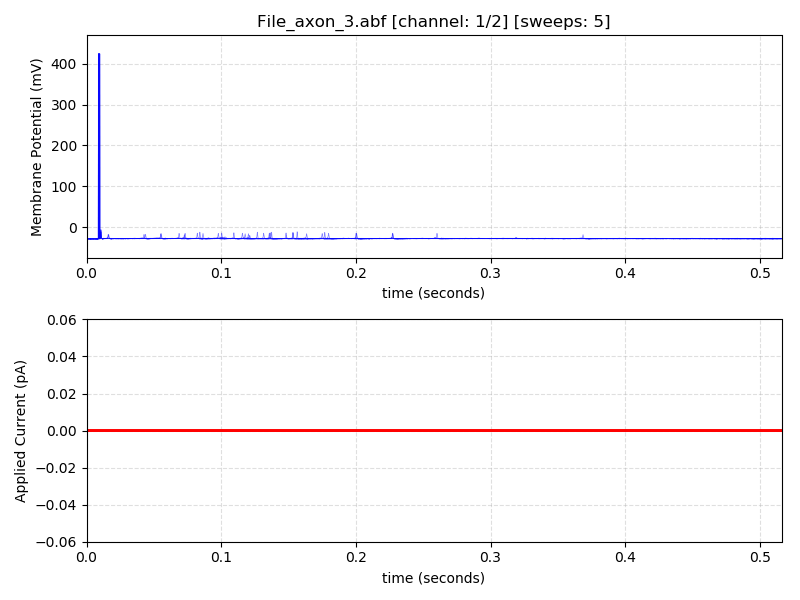 File_axon_3.abf [channel: 1/2] [sweeps: 5]
Membrane Potential (mV)
400
300
200
100
0
0.0 0.1 0.2 0.3 0.4 0.5
time (seconds)
Applied Current (pA)
0.06
0.04
0.02
0.00
−0.02
−0.04
−0.06
0.0 0.1 0.2 0.3 0.4 0.5
time (seconds)